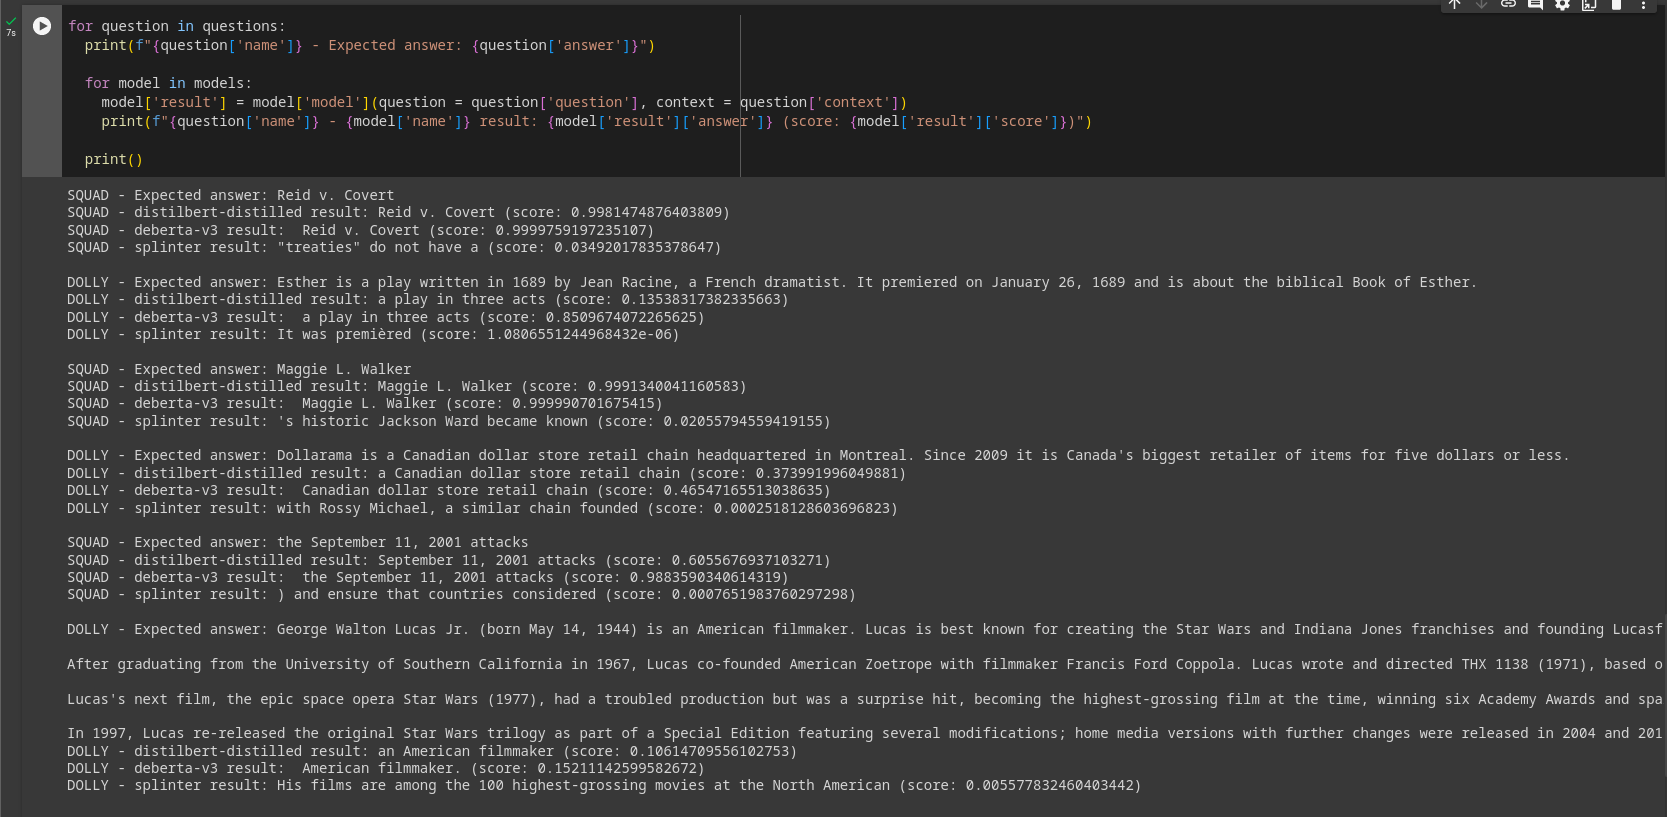 7s
for question in questions:
  print(f"{question['name']} - Expected answer: {question['answer']}")
  for model in models:
    model['result'] = model['model'](question = question['question'], context = question['context'])
    print(f"{question['name']} - {model['name']} result: {model['result']['answer']} (score: {model['result']['score']})")
  print()
SQUAD - Expected answer: Reid v. Covert
SQUAD - distilbert-distilled result: Reid v. Covert (score: 0.9981474876403809)
SQUAD - deberta-v3 result:  Reid v. Covert (score: 0.9999759197235107)
SQUAD - splinter result: "treaties" do not have a (score: 0.03492017835378647)
DOLLY - Expected answer: Esther is a play written in 1689 by Jean Racine, a French dramatist. It premiered on January 26, 1689 and is about the biblical Book of Esther.
DOLLY - distilbert-distilled result: a play in three acts (score: 0.13538317382335663)
DOLLY - deberta-v3 result:  a play in three acts (score: 0.8509674072265625)
DOLLY - splinter result: It was premièred (score: 1.0806551244968432e-06)
SQUAD - Expected answer: Maggie L. Walker
SQUAD - distilbert-distilled result: Maggie L. Walker (score: 0.9991340041160583)
SQUAD - deberta-v3 result:  Maggie L. Walker (score: 0.999990701675415)
SQUAD - splinter result: 's historic Jackson Ward became known (score: 0.02055794559419155)
DOLLY - Expected answer: Dollarama is a Canadian dollar store retail chain headquartered in Montreal. Since 2009 it is Canada's biggest retailer of items for five dollars or less.
DOLLY - distilbert-distilled result: a Canadian dollar store retail chain (score: 0.373991996049881)
DOLLY - deberta-v3 result:  Canadian dollar store retail chain (score: 0.46547165513038635)
DOLLY - splinter result: with Rossy Michael, a similar chain founded (score: 0.0002518128603696823)
SQUAD - Expected answer: the September 11, 2001 attacks
SQUAD - distilbert-distilled result: September 11, 2001 attacks (score: 0.6055676937103271)
SQUAD - deberta-v3 result:  the September 11, 2001 attacks (score: 0.9883590340614319)
SQUAD - splinter result: ) and ensure that countries considered (score: 0.0007651983760297298)
DOLLY - Expected answer: George Walton Lucas Jr. (born May 14, 1944) is an American filmmaker. Lucas is best known for creating the Star Wars and Indiana Jones franchises and founding Lucasf
After graduating from the University of Southern California in 1967, Lucas co-founded American Zoetrope with filmmaker Francis Ford Coppola. Lucas wrote and directed THX 1138 (1971), based o
Lucas's next film, the epic space opera Star Wars (1977), had a troubled production but was a surprise hit, becoming the highest-grossing film at the time, winning six Academy Awards and spa
In 1997, Lucas re-released the original Star Wars trilogy as part of a Special Edition featuring several modifications; home media versions with further changes were released in 2004 and 201
DOLLY - distilbert-distilled result: an American filmmaker (score: 0.10614709556102753)
DOLLY - deberta-v3 result:  American filmmaker. (score: 0.15211142599582672)
DOLLY - splinter result: His films are among the 100 highest-grossing movies at the North American (score: 0.005577832460403442)